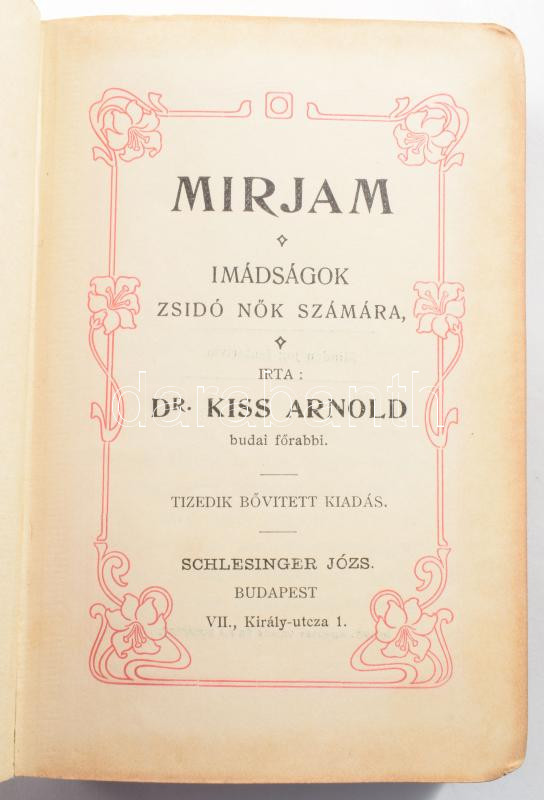 MIRJAM
IMÁDSÁGOK
ZSIDÓ NŐK SZÁMÁRA,
IRTA :
DR. KISS ARNOLD
budai főrabbi.
TIZEDIK BŐVITETT KIADÁS.
SCHLESINGER JÓZS.
BUDAPEST
VII., Király-utcza 1.
darabanth